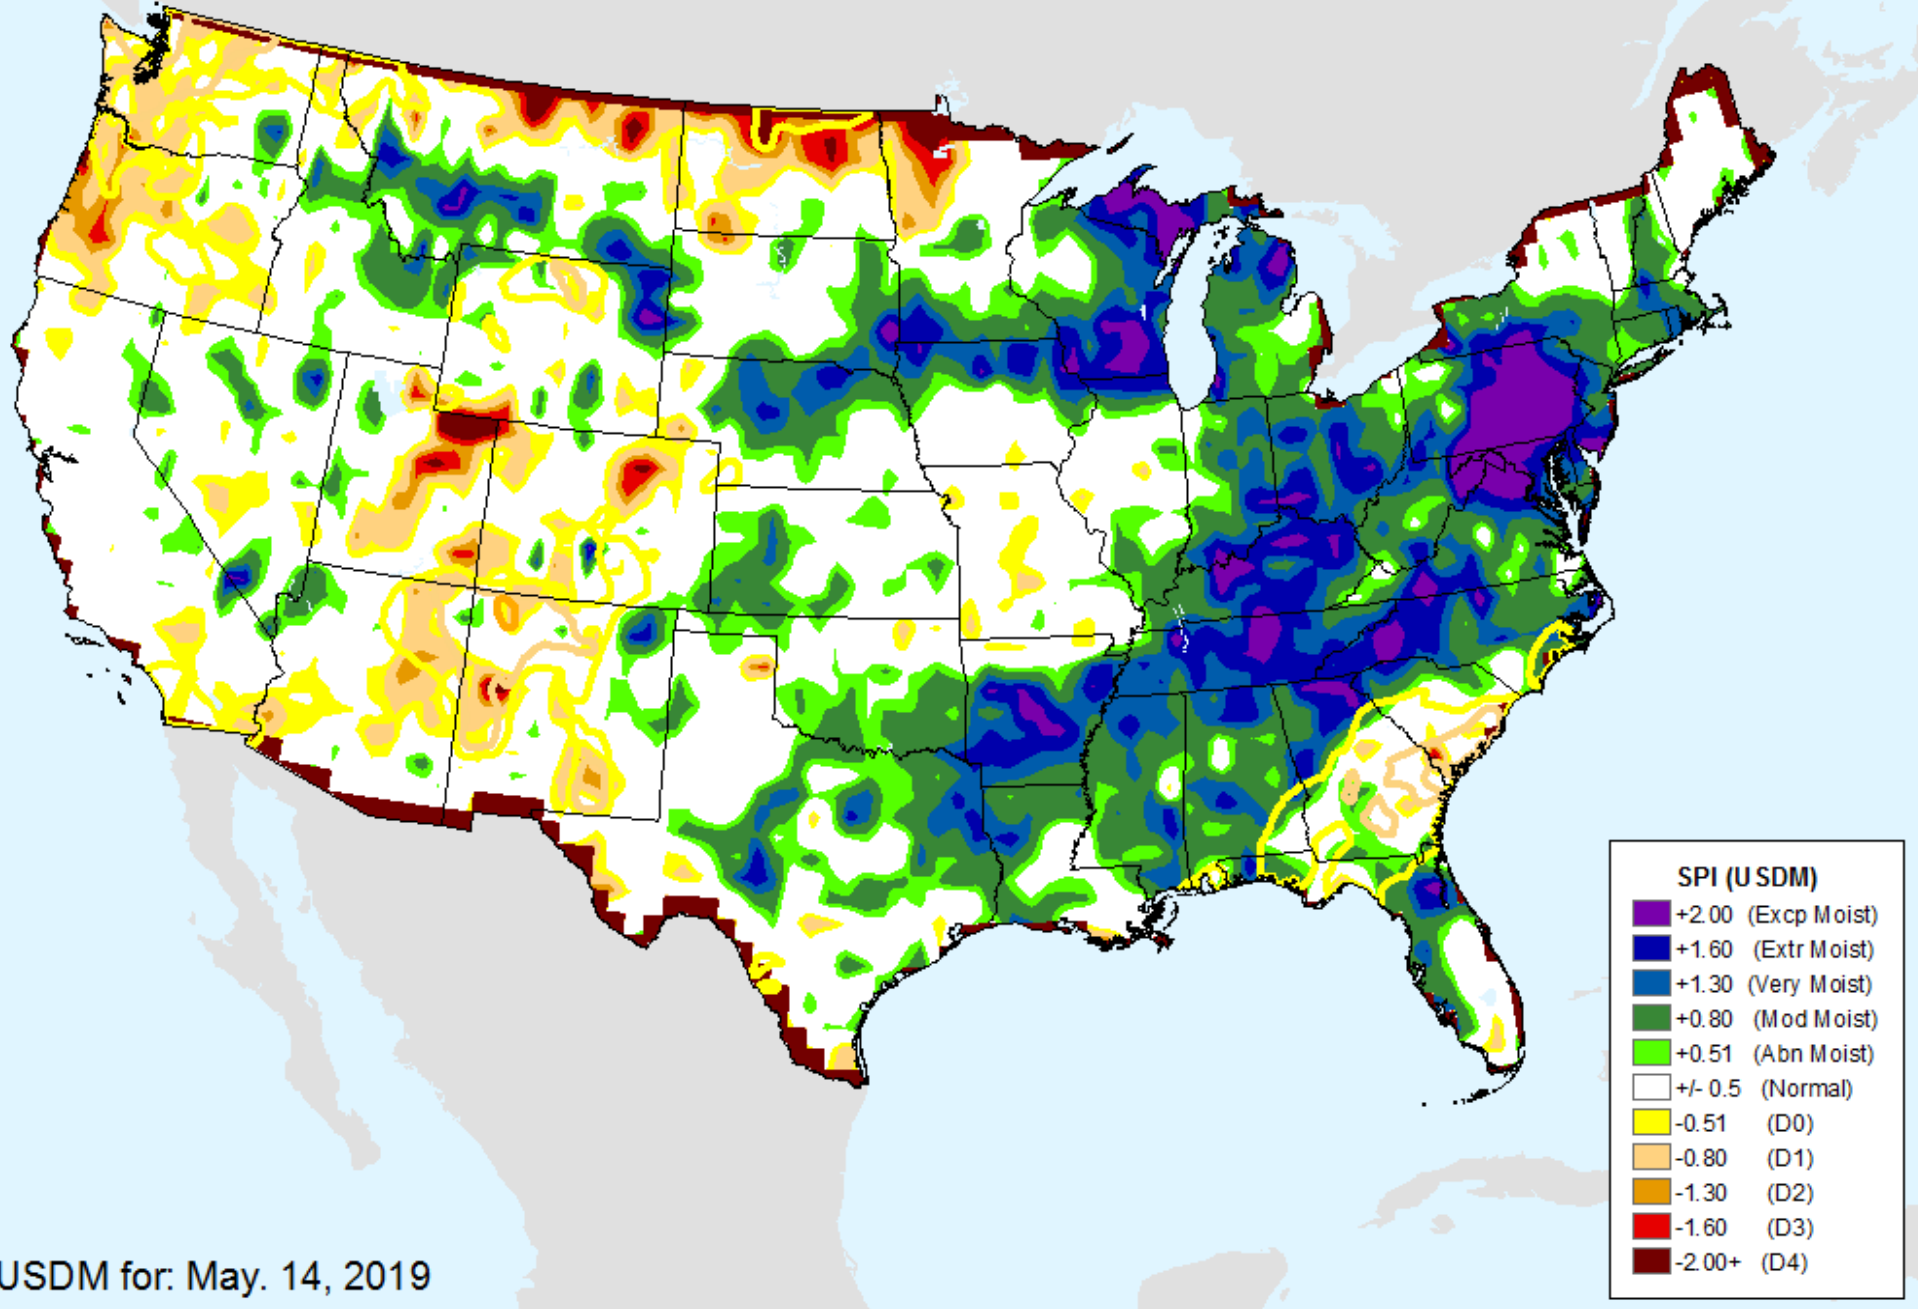 SPI (USDM)
+2.00 (Excp Moist)
+1.60 (Extr Moist)
+1.30 (Very Moist)
+0.80 (Mod Moist)
+0.51 (Abn Moist)
+/- 0.5 (Normal)
-0.51 (D0)
-0.80 (D1)
-1.30 (D2)
-1.60 (D3)
-2.00+ (D4)
USDM for: May. 14, 2019